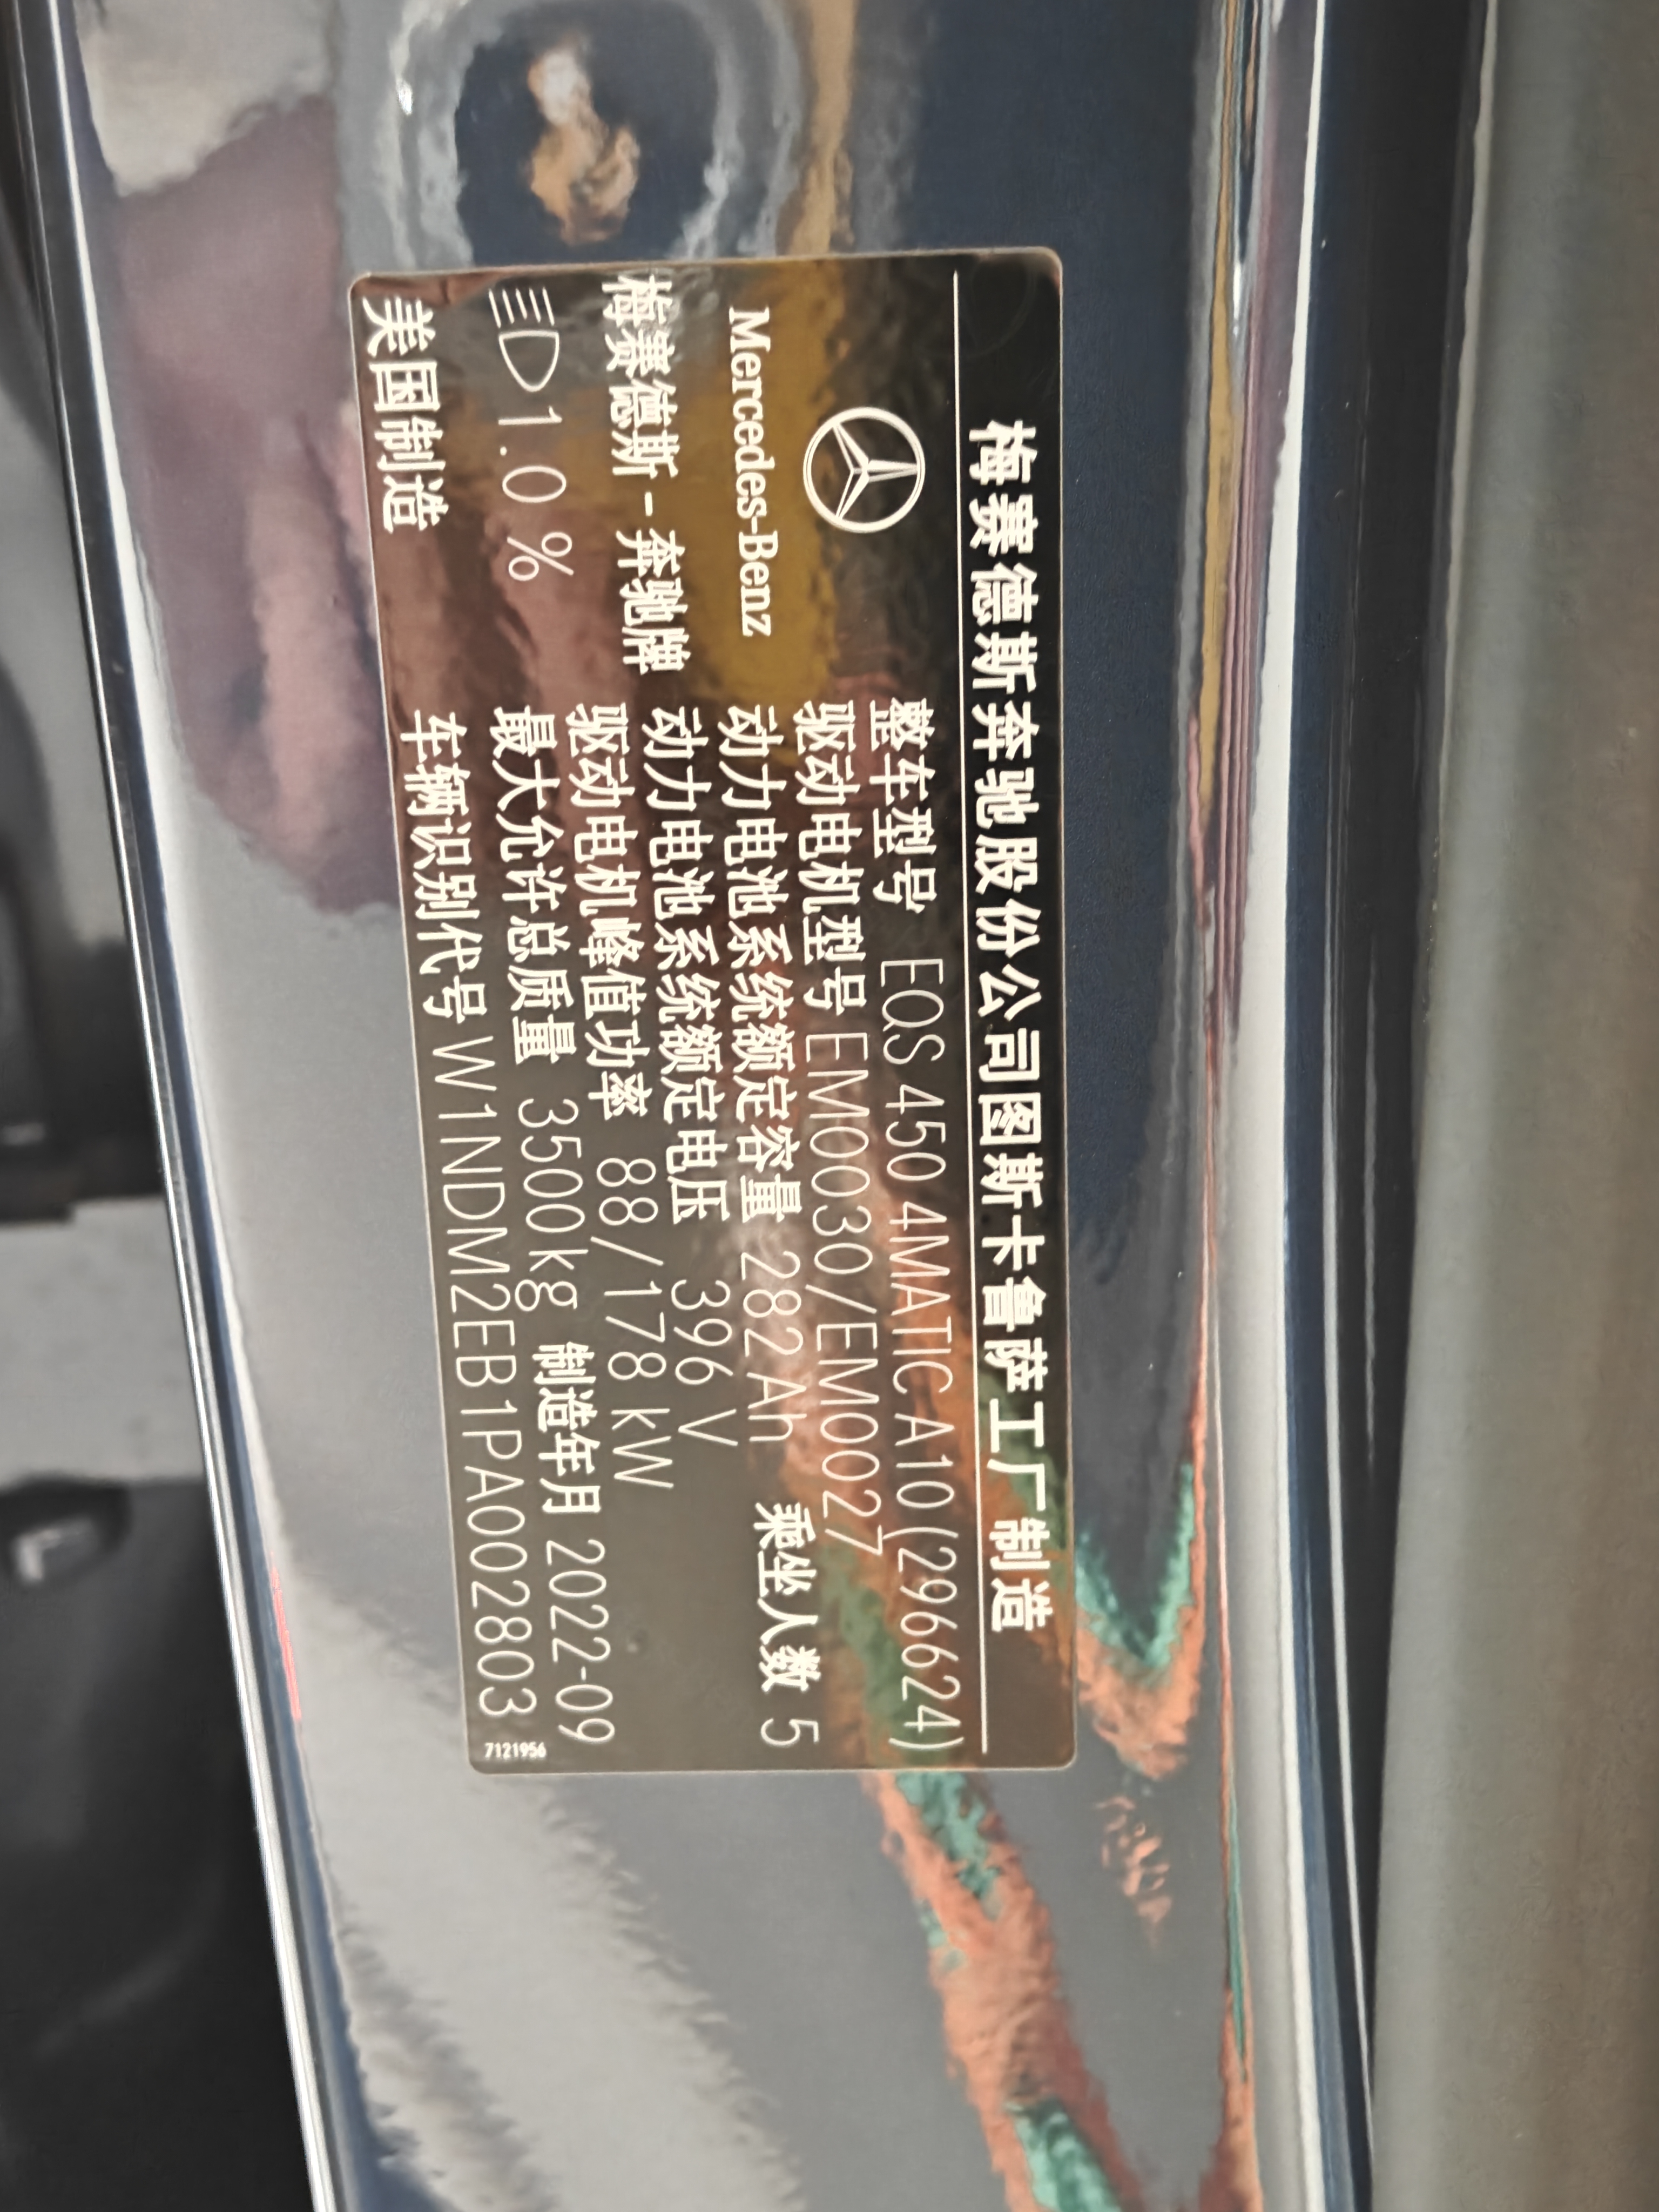 梅赛德斯奔驰股份公司图斯卡鲁萨工厂制造
Mercedes-Benz
梅赛德斯-奔驰牌
1.0 %
美国制造
整车型号 EQS 450 4MATIC A10(296624)
驱动电机型号 EM0030/EM0027
动力电池系统额定容量 282 Ah 乘坐人数 5
动力电池系统额定电压 396 V
驱动电机峰值功率 88/178 kW
最大允许总质量 3500kg 制造年月 2022-09
车辆识别代号 W1NDM2EB1PA002803
7121956